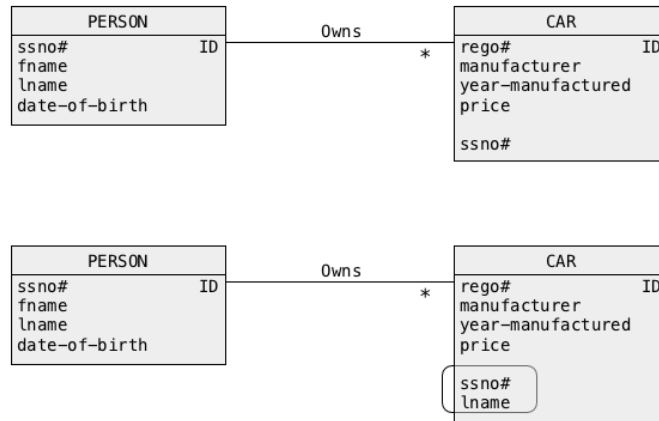 PERSON
ssno# ID
fname
lname
date-of-birth
Owns
*
CAR
rego# ID
manufacturer
year-manufactured
price
ssno#
PERSON
ssno# ID
fname
lname
date-of-birth
Owns
*
CAR
rego# ID
manufacturer
year-manufactured
price
ssno#
lname